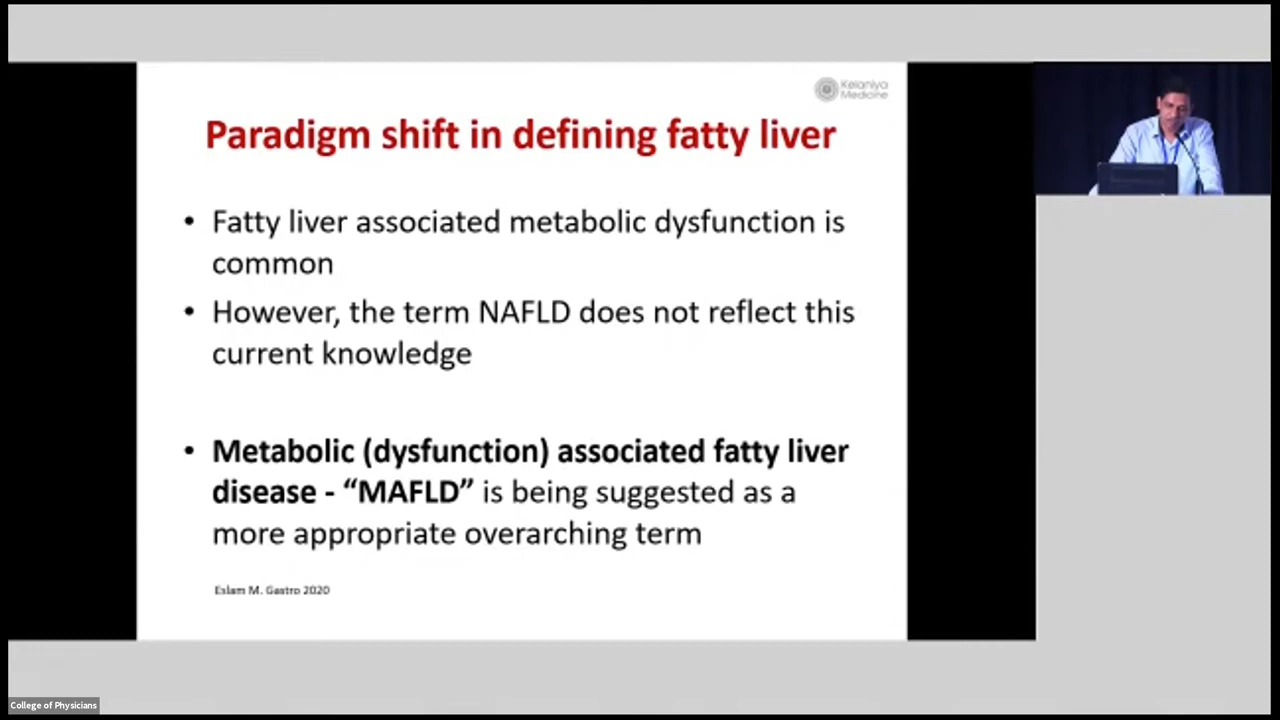 Kelaniya
Medicine
Paradigm shift in defining fatty liver
• Fatty liver associated metabolic dysfunction is
common
• However, the term NAFLD does not reflect this
current knowledge
• Metabolic (dysfunction) associated fatty liver
disease - “MAFLD” is being suggested as a
more appropriate overarching term
Eslam M. Gastro 2020
College of Physicians